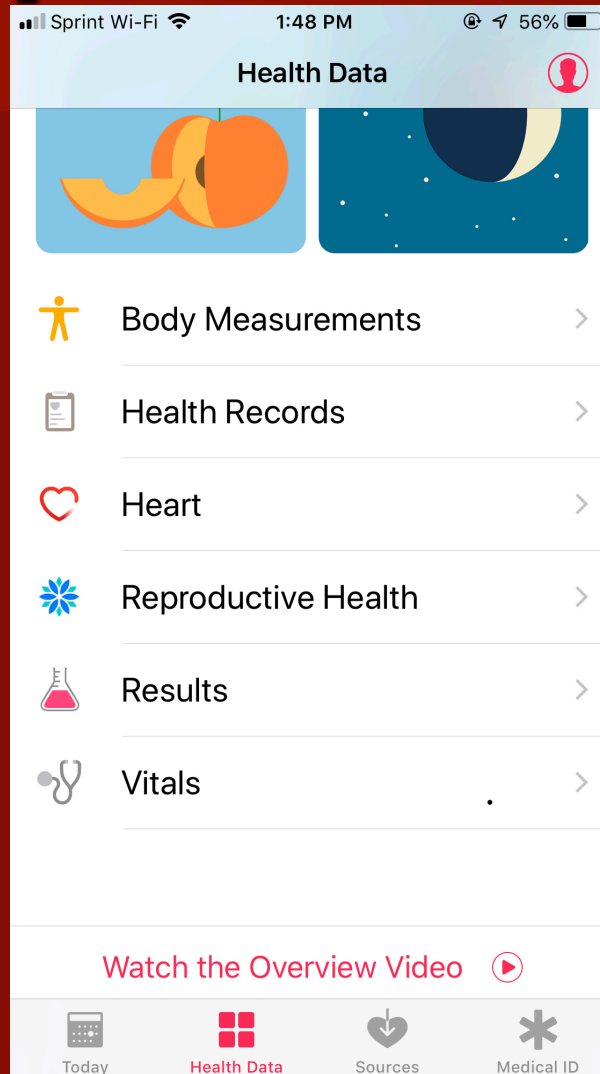 Sprint Wi-Fi 1:48 PM 56%
Health Data
Body Measurements
Health Records
Heart
Reproductive Health
Results
Vitals
Watch the Overview Video
Today Health Data Sources Medical ID